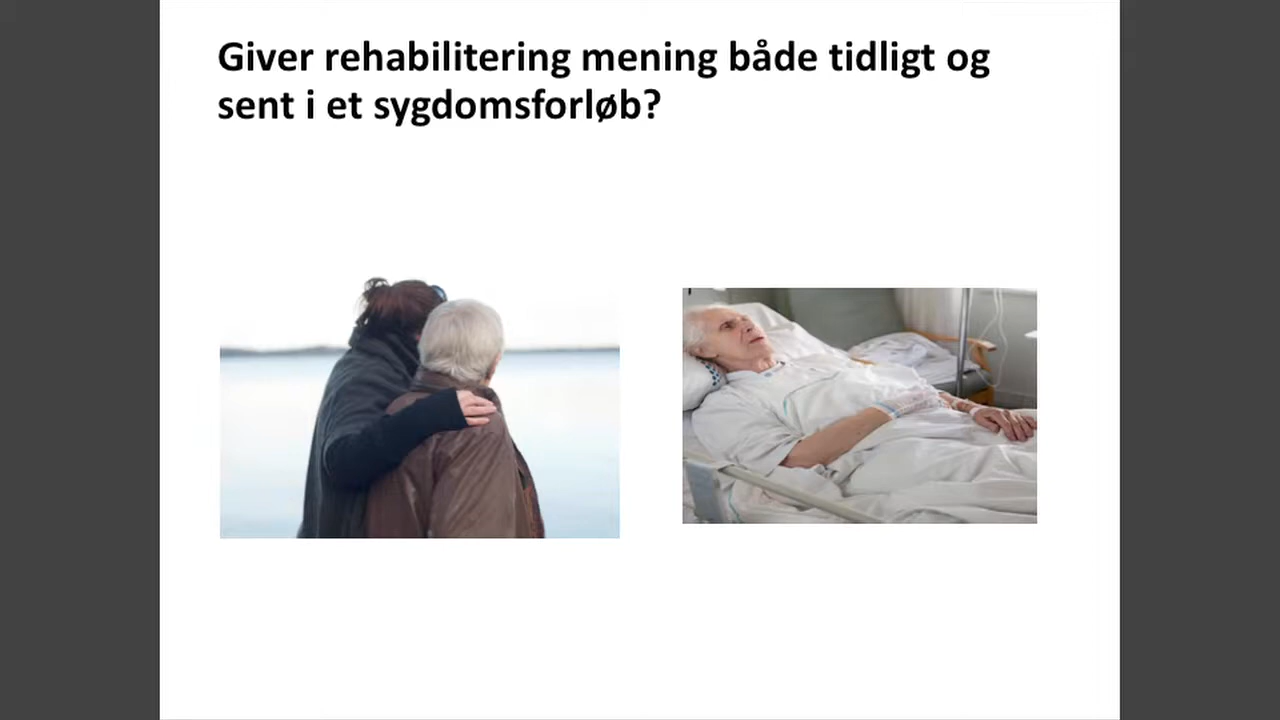 Giver rehabilitering mening både tidligt og
sent i et sygdomsforløb?